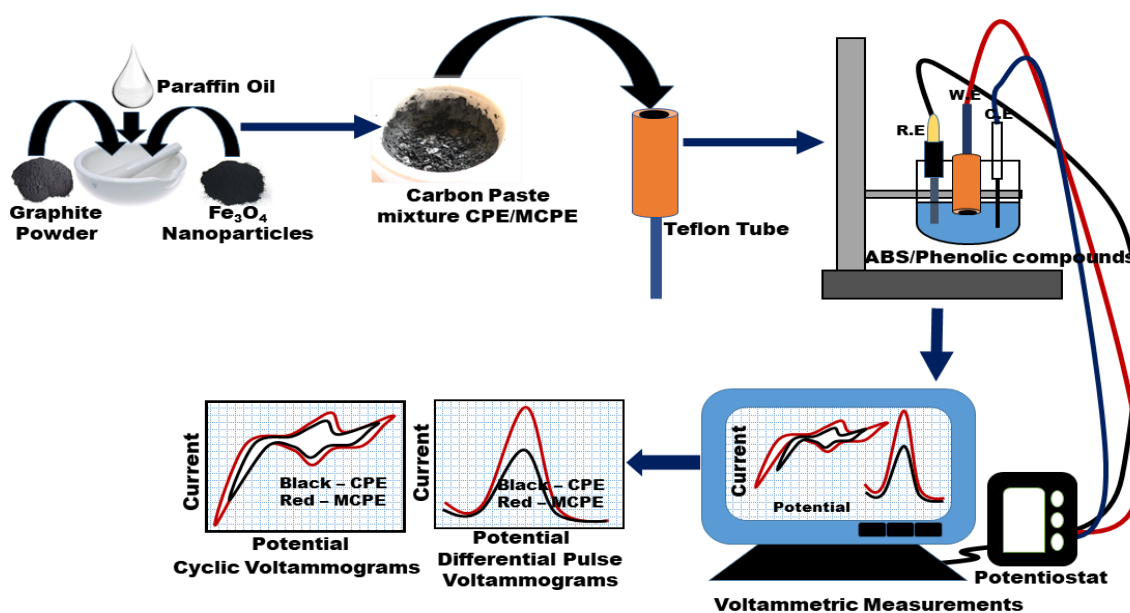 Paraffin Oil
Graphite
Powder
Fe₃O₄
Nanoparticles
Carbon Paste
mixture CPE/MCPE
Teflon Tube
R.E
W.E
C.E
ABS/Phenolic compounds
Current
Black – CPE
Red – MCPE
Potential
Cyclic Voltammograms
Current
Black – CPE
Red – MCPE
Potential
Differential Pulse
Voltammograms
Current
Potential
Potentiostat
Voltammetric Measurements